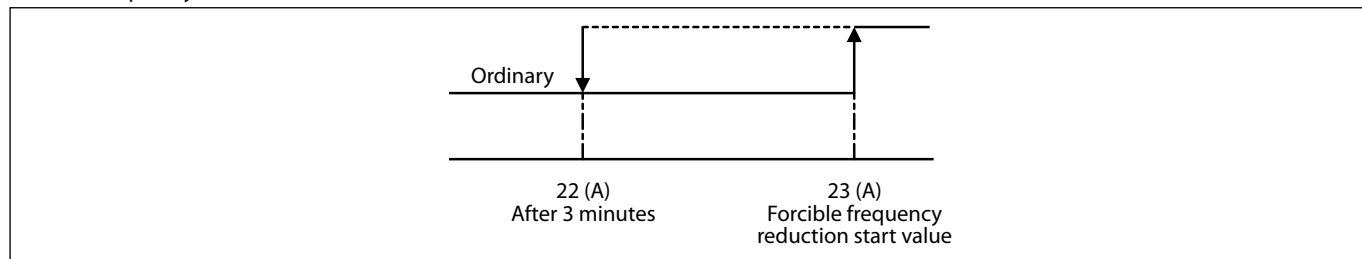 Ordinary
22 (A)
After 3 minutes
23 (A)
Forcible frequency
reduction start value